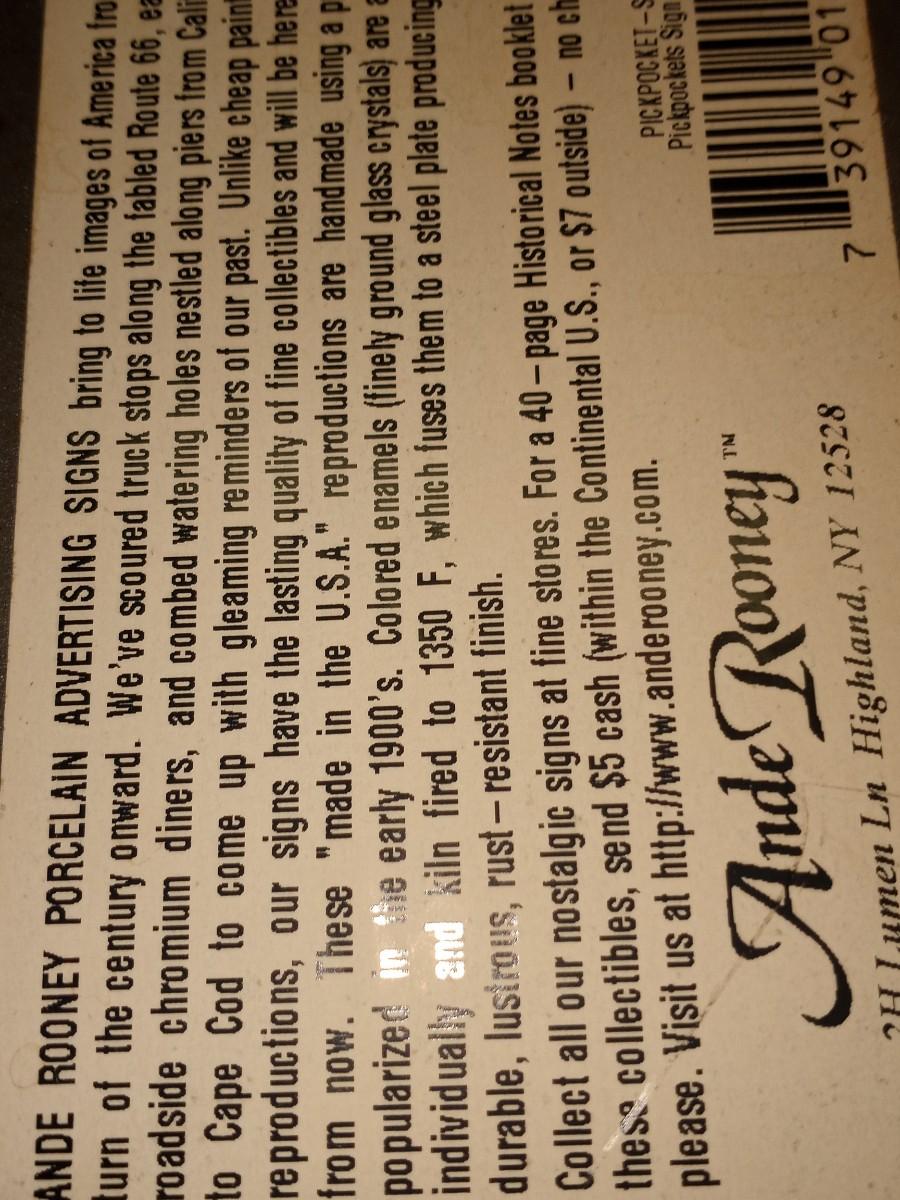 ANDE ROONEY PORCELAIN ADVERTISING SIGNS bring to life images of America fro
turn of the century onward. We've scoured truck stops along the fabled Route 66, ea
roadside chromium diners, and combed watering holes nestled along piers from Cali
to Cape Cod to come up with gleaming reminders of our past. Unlike cheap paint
reproductions, our signs have the lasting quality of fine collectibles and will be here
from now. These "made in the U.S.A." reproductions are handmade using a p
popularized in the early 1900's. Colored enamels (finely ground glass crystals) are a
individually and kiln fired to 1350 F, which fuses them to a steel plate producing
durable, lustrous, rust-resistant finish.
Collect all our nostalgic signs at fine stores. For a 40-page Historical Notes booklet
these collectibles, send $5 cash (within the Continental U.S., or $7 outside) - no ch
please. Visit us at http://www.anderooney.com.
PICKPOCKET-S
Pickpockets Sign
7 39149 01
Ande Rooney™
Lumen Ln Highland, NY 12528